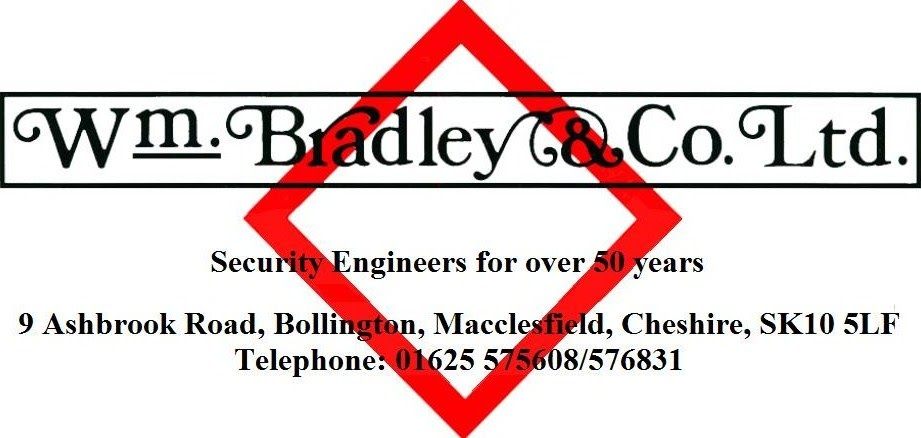 Wm. Bradley & Co. Ltd.
Security Engineers for over 50 years
9 Ashbrook Road, Bollington, Macclesfield, Cheshire, SK10 5LF
Telephone: 01625 575608/576831